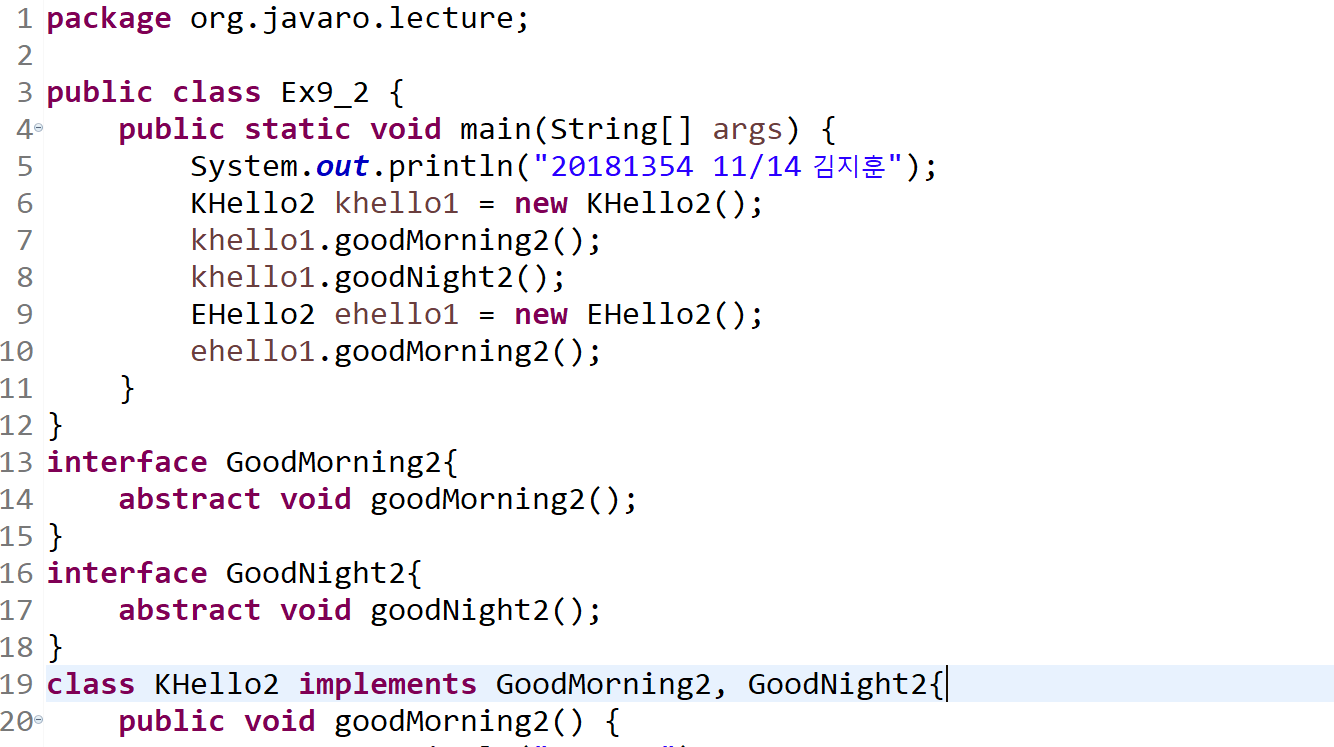 1 package org.javaro.lecture;
2
3 public class Ex9_2 {
4     public static void main(String[] args) {
5         System.out.println("20181354 11/14 김지훈");
6         KHello2 khello1 = new KHello2();
7         khello1.goodMorning2();
8         khello1.goodNight2();
9         EHello2 ehello1 = new EHello2();
10         ehello1.goodMorning2();
11     }
12 }
13 interface GoodMorning2{
14     abstract void goodMorning2();
15 }
16 interface GoodNight2{
17     abstract void goodNight2();
18 }
19 class KHello2 implements GoodMorning2, GoodNight2{
20     public void goodMorning2() {